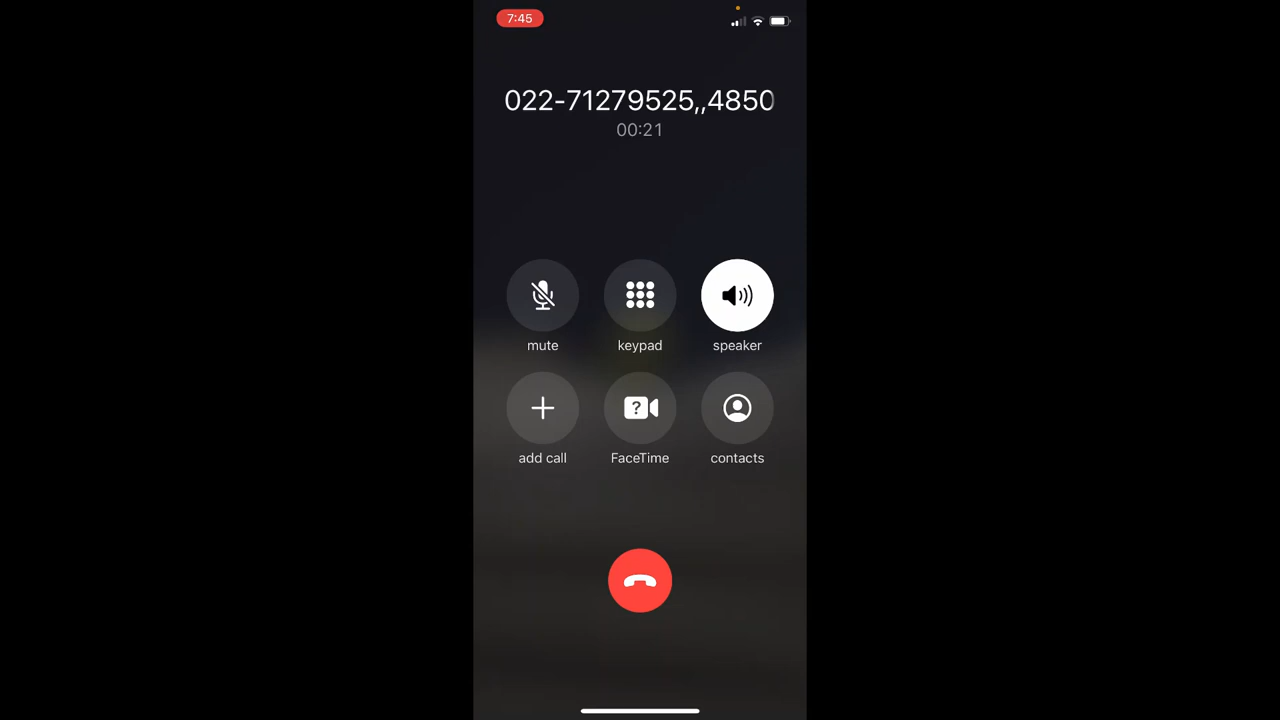 7:45
022-71279525,,4850
00:21
mute keypad speaker
add call FaceTime contacts